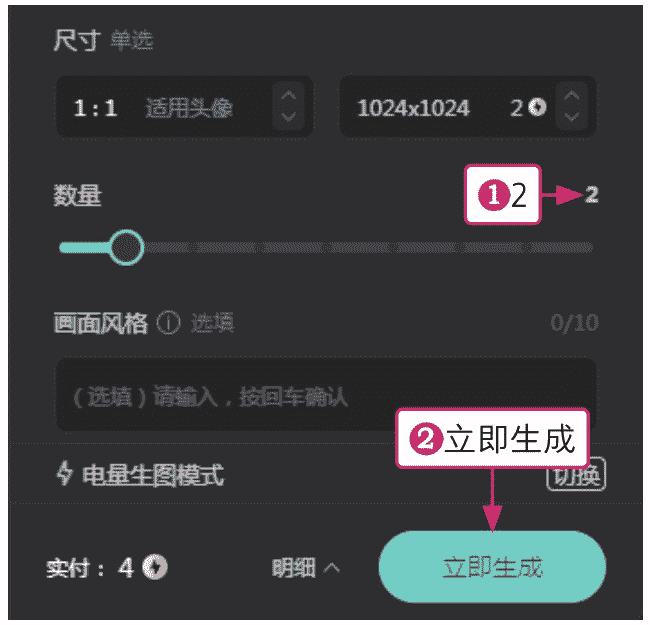 尺寸 单选
1:1 适用头像 1024x1024 2
数量 ❶2 2
画面风格 选填 0/10
(选填)请输入，按回车确认
❷立即生成
电量生图模式 切换
实付：4 明细 立即生成